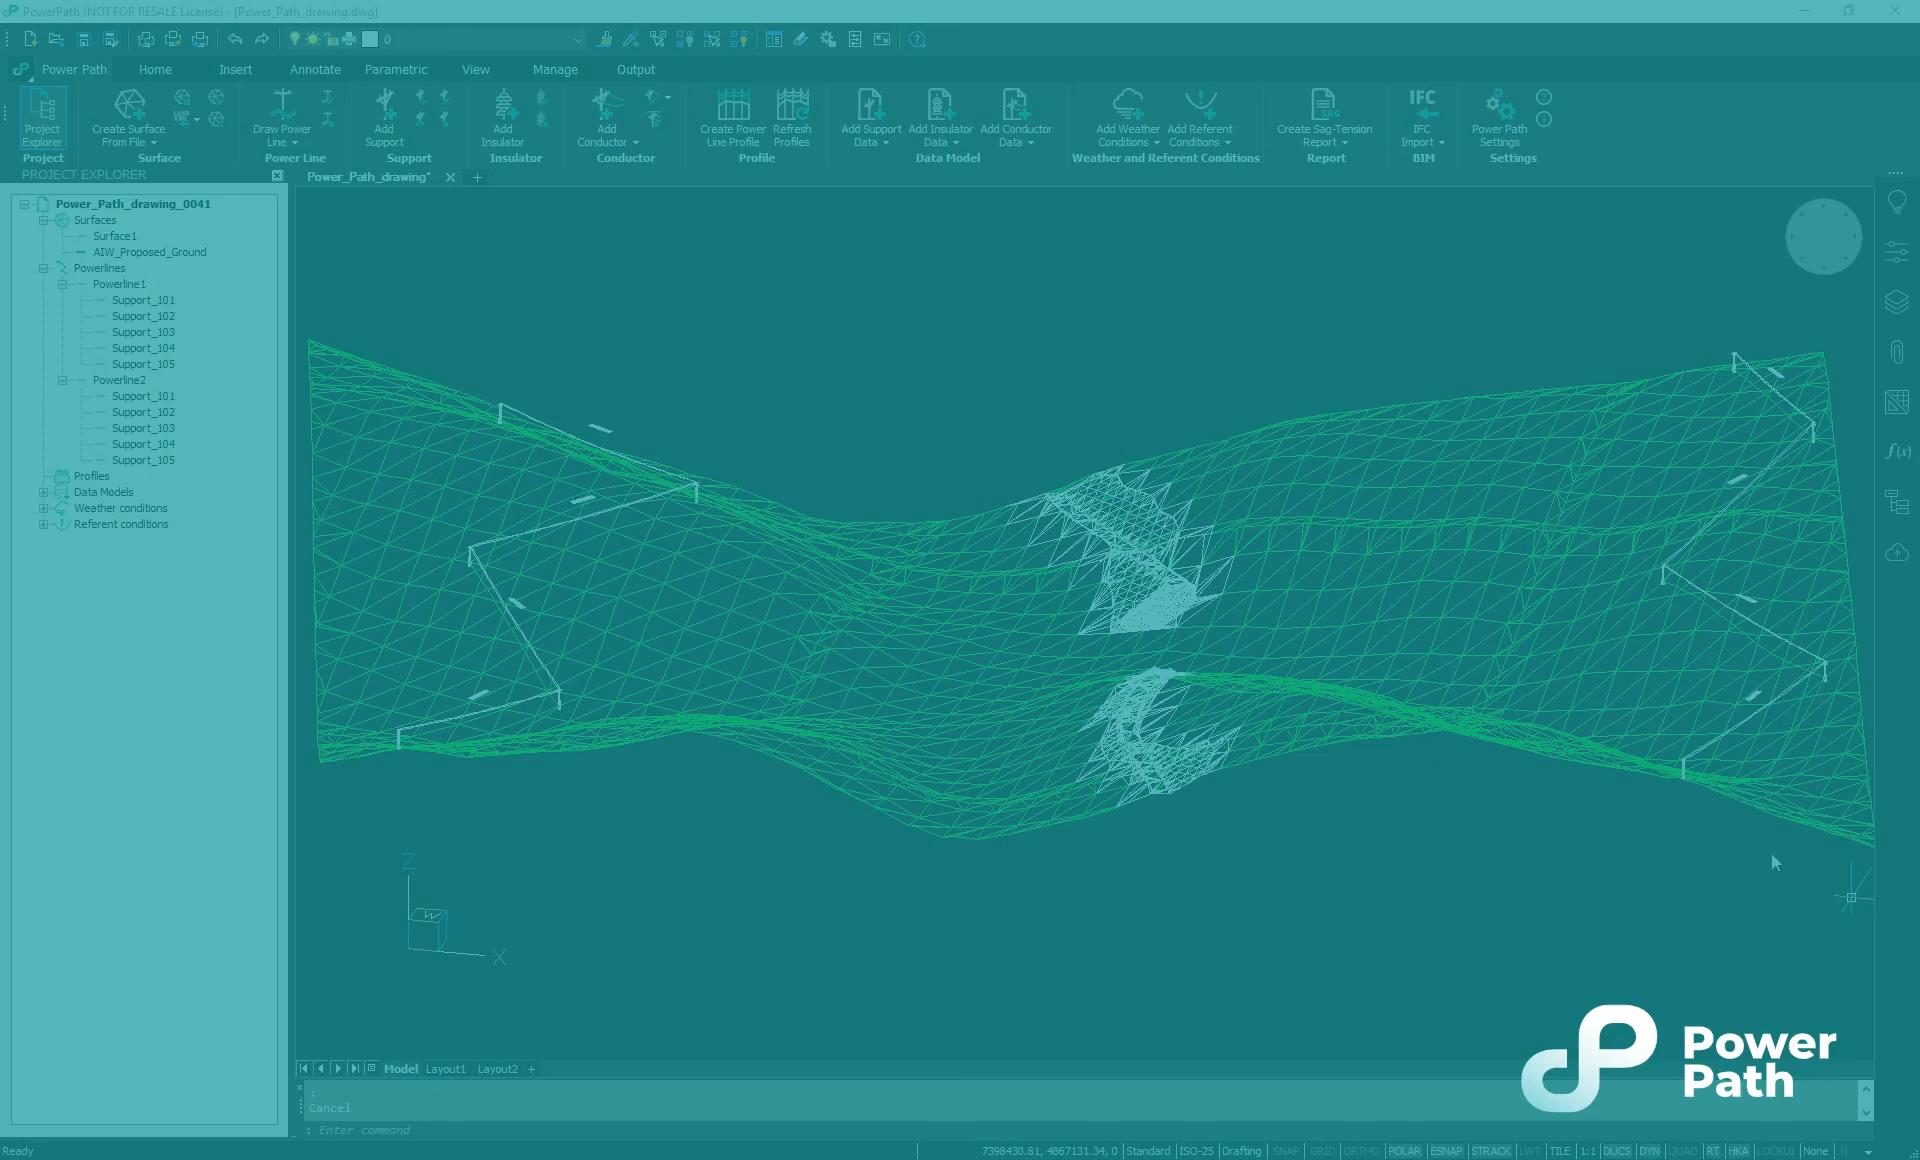 PowerPath (NOT FOR RESALE License) - [Power_Path_drawing.dwg]
0
Power Path Home Insert Annotate Parametric View Manage Output
Project Explorer
Create Surface From File
Draw Power Line
Add Support
Add Insulator
Add Conductor
Create Power Line Profile
Refresh Profiles
Add Support Data
Add Insulator Data
Add Conductor Data
Add Weather Conditions
Add Referent Conditions
SAG
Create Sag-Tension Report
IFC
IFC Import
Power Path Settings
Project Surface Power Line Support Insulator Conductor Profile Data Model Weather and Referent Conditions Report BIM Settings
PROJECT EXPLORER
Power_Path_drawing*
Power_Path_drawing_0041
Surfaces
Surface1
AIW_Proposed_Ground
Powerlines
Powerline1
Support_101
Support_102
Support_103
Support_104
Support_105
Powerline2
Support_101
Support_102
Support_103
Support_104
Support_105
Profiles
Data Models
Weather conditions
Referent conditions
f(x)
Z
W
X
Power
Path
Model Layout1 Layout2 +
:
Cancel
: Enter command
Ready
7398430.81, 4867131.34, 0 Standard ISO-25 Drafting SNAP GRID ORTHO POLAR ESNAP STRACK LWT TILE 1:1 DUCS DYN QUAD RT HKA LOCKUI None